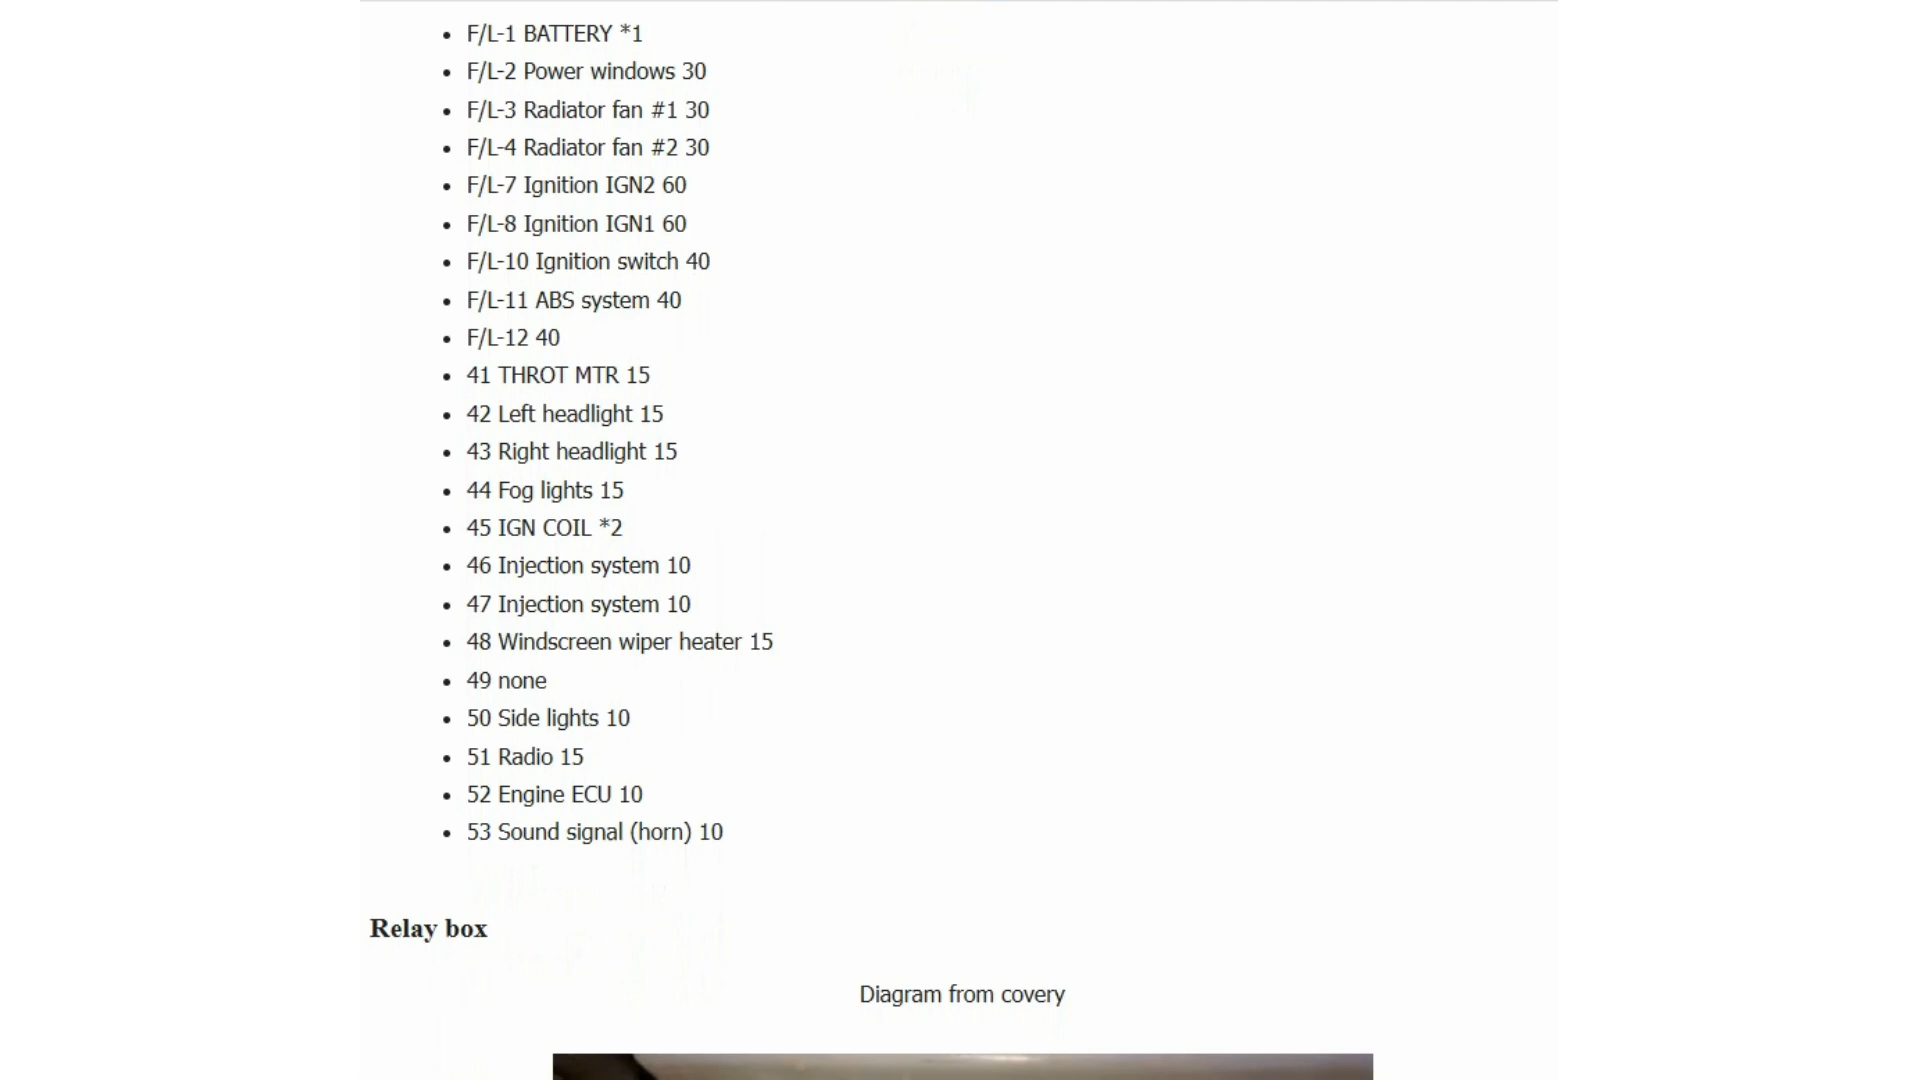 F/L-1 BATTERY *1
F/L-2 Power windows 30
F/L-3 Radiator fan #1 30
F/L-4 Radiator fan #2 30
F/L-7 Ignition IGN2 60
F/L-8 Ignition IGN1 60
F/L-10 Ignition switch 40
F/L-11 ABS system 40
F/L-12 40
41 THROT MTR 15
42 Left headlight 15
43 Right headlight 15
44 Fog lights 15
45 IGN COIL *2
46 Injection system 10
47 Injection system 10
48 Windscreen wiper heater 15
49 none
50 Side lights 10
51 Radio 15
52 Engine ECU 10
53 Sound signal (horn) 10
Relay box
Diagram from covery